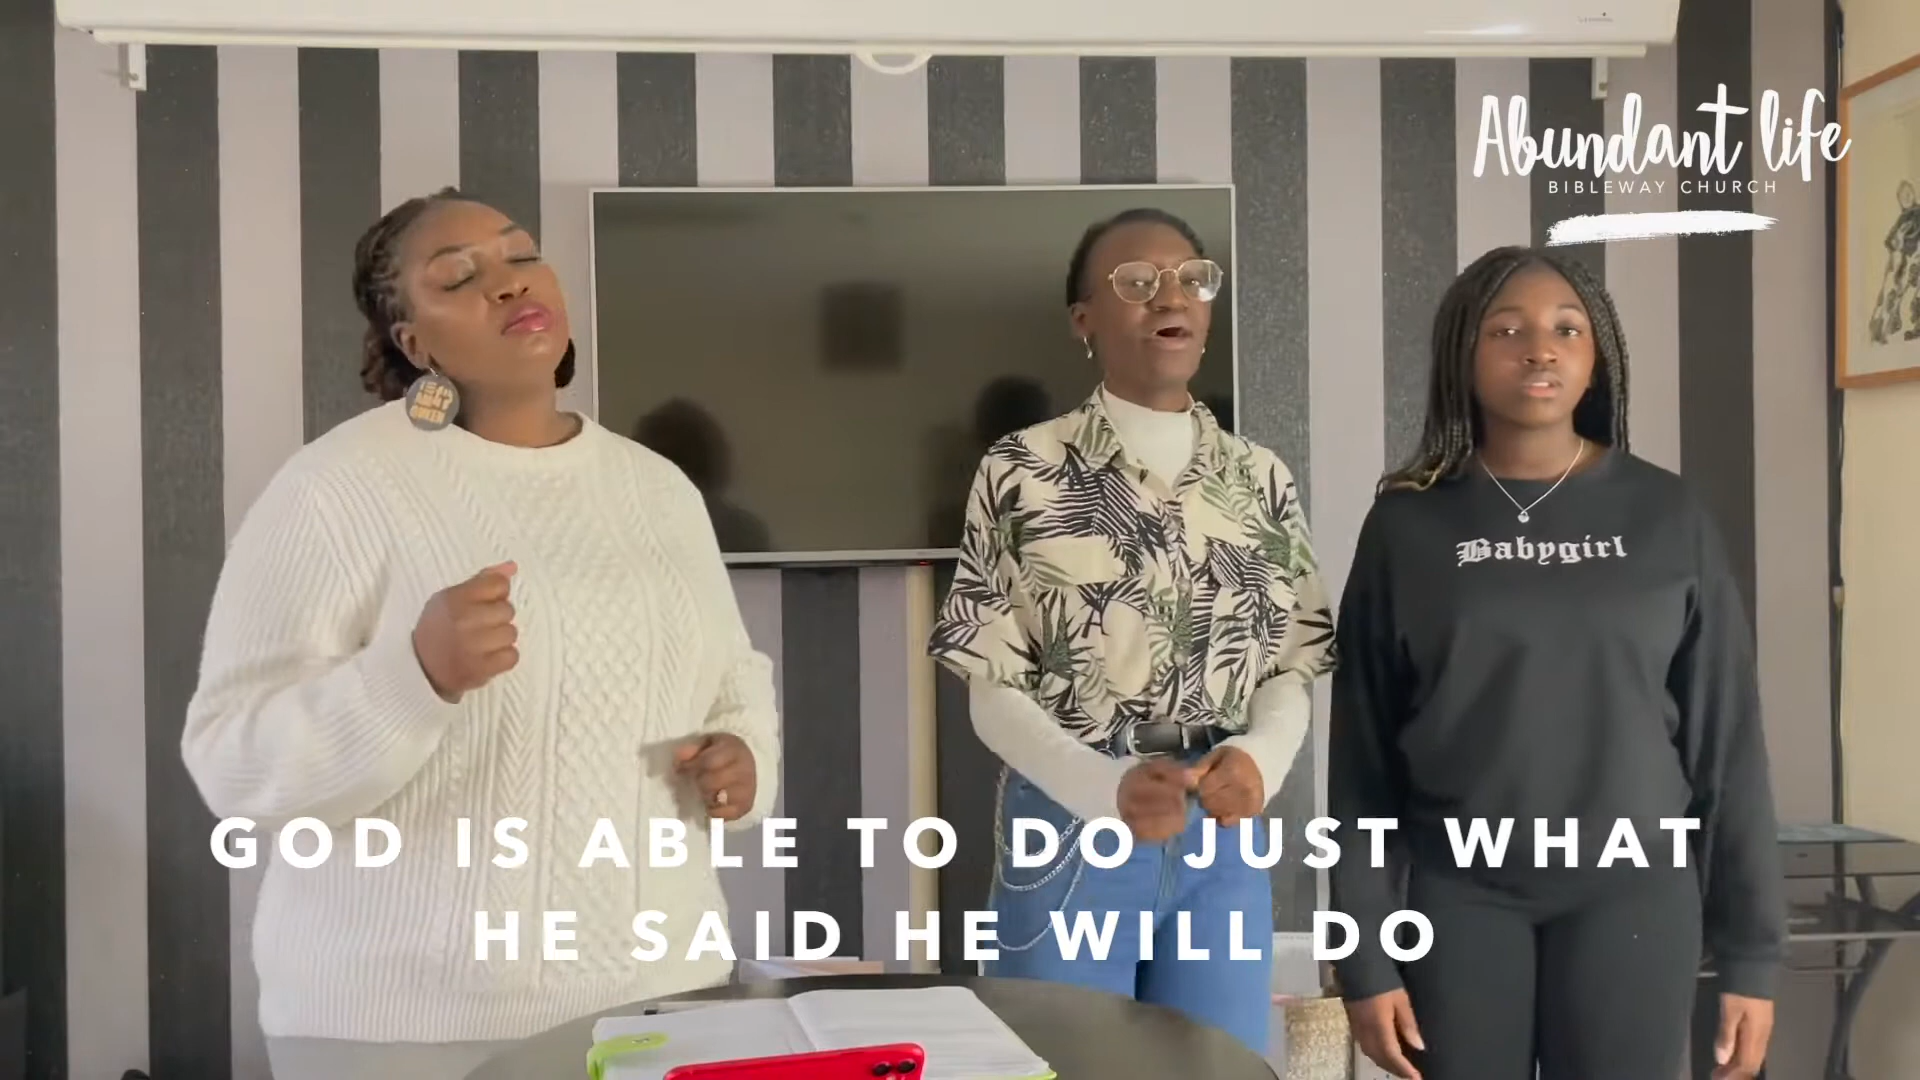 Abundant life
BIBLEWAY CHURCH
Babygirl
GOD IS ABLE TO DO JUST WHAT
HE SAID HE WILL DO